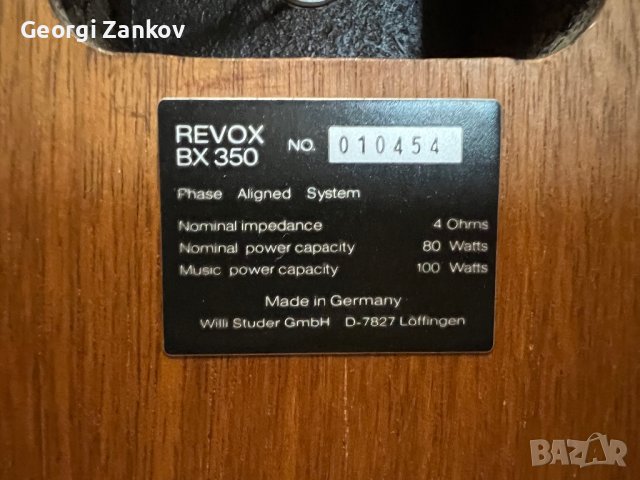 Georgi Zankov
REVOX
BX 350
NO. 010454
Phase Aligned System
Nominal impedance 4 Ohms
Nominal power capacity 80 Watts
Music power capacity 100 Watts
Made in Germany
Willi Studer GmbH D-7827 Löffingen
BAZAR